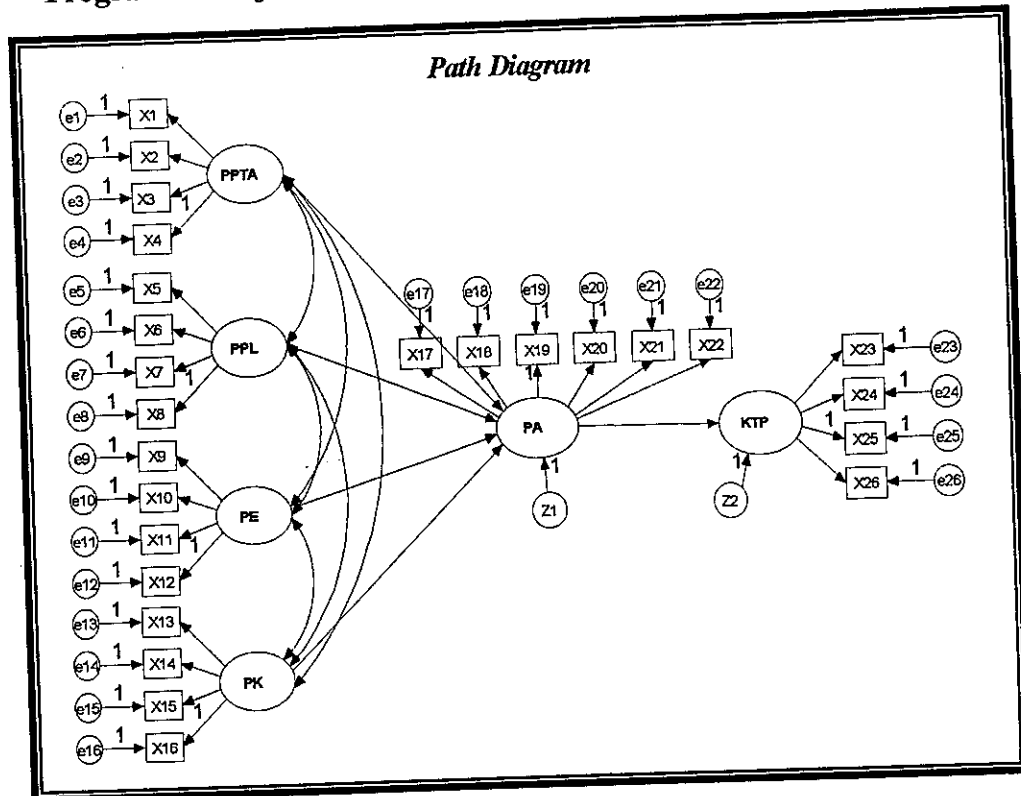 Path Diagram
e1 1 X1
e2 1 X2
e3 1 X3 1
e4 1 X4
PPTA
e5 1 X5
e6 1 X6
e7 1 X7 1
e8 1 X8
PPL
e9 1 X9
e10 1 X10
e11 1 X11 1
e12 1 X12
PE
e13 1 X13
e14 1 X14
e15 1 X15 1
e16 1 X16
PK
e17 e18 e19 e20 e21 e22
1 1 1 1 1 1
X17 X18 X19 X20 X21 X22
1
PA
1
Z1
KTP
1
Z2
X23 1 e23
X24 1 e24
1 X25 1 e25
X26 1 e26